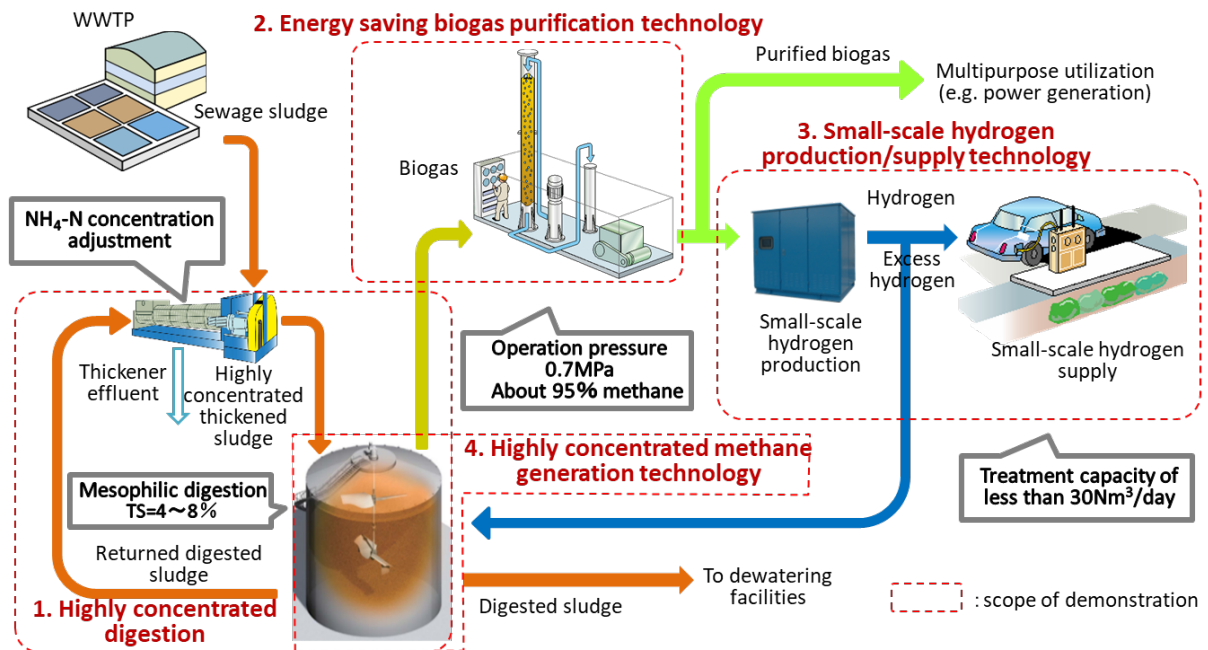 WWTP
Sewage sludge
2. Energy saving biogas purification technology
Biogas
Purified biogas
Multipurpose utilization
(e.g. power generation)
3. Small-scale hydrogen
production/supply technology
Hydrogen
Excess
hydrogen
Small-scale
hydrogen
production
Small-scale hydrogen
supply
NH₄-N concentration
adjustment
Thickener
effluent
Highly
concentrated
thickened
sludge
Operation pressure
0.7MPa
About 95% methane
4. Highly concentrated methane
generation technology
Treatment capacity of
less than 30Nm³/day
Mesophilic digestion
TS=4～8%
Returned digested
sludge
1. Highly concentrated
digestion
Digested sludge
To dewatering
facilities
: scope of demonstration